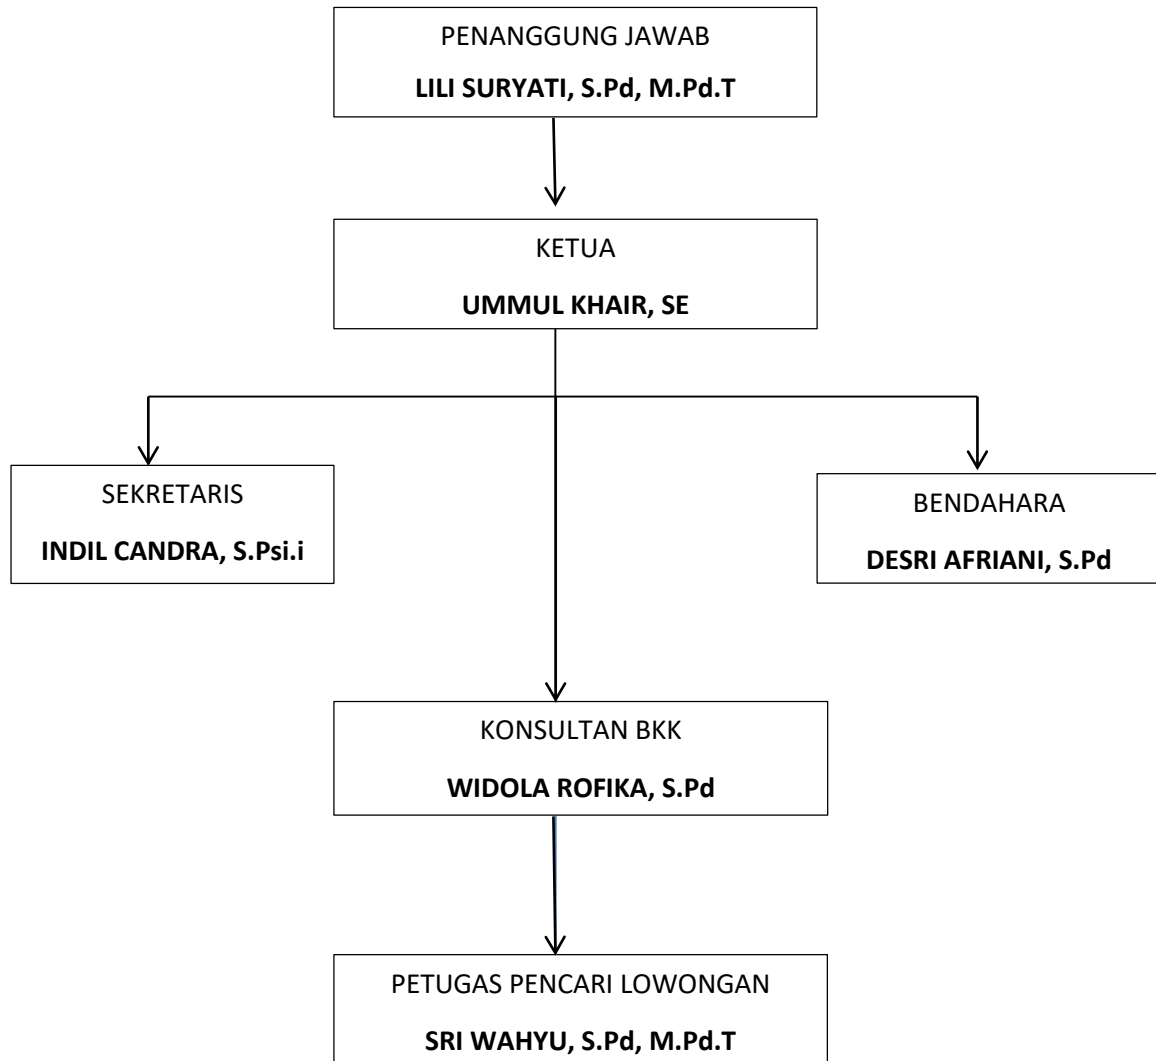 PENANGGUNG JAWAB
LILI SURYATI, S.Pd, M.Pd.T
KETUA
UMMUL KHAIR, SE
SEKRETARIS
INDIL CANDRA, S.Psi.i
BENDAHARA
DESRI AFRIANI, S.Pd
KONSULTAN BKK
WIDOLA ROFIKA, S.Pd
PETUGAS PENCARI LOWONGAN
SRI WAHYU, S.Pd, M.Pd.T